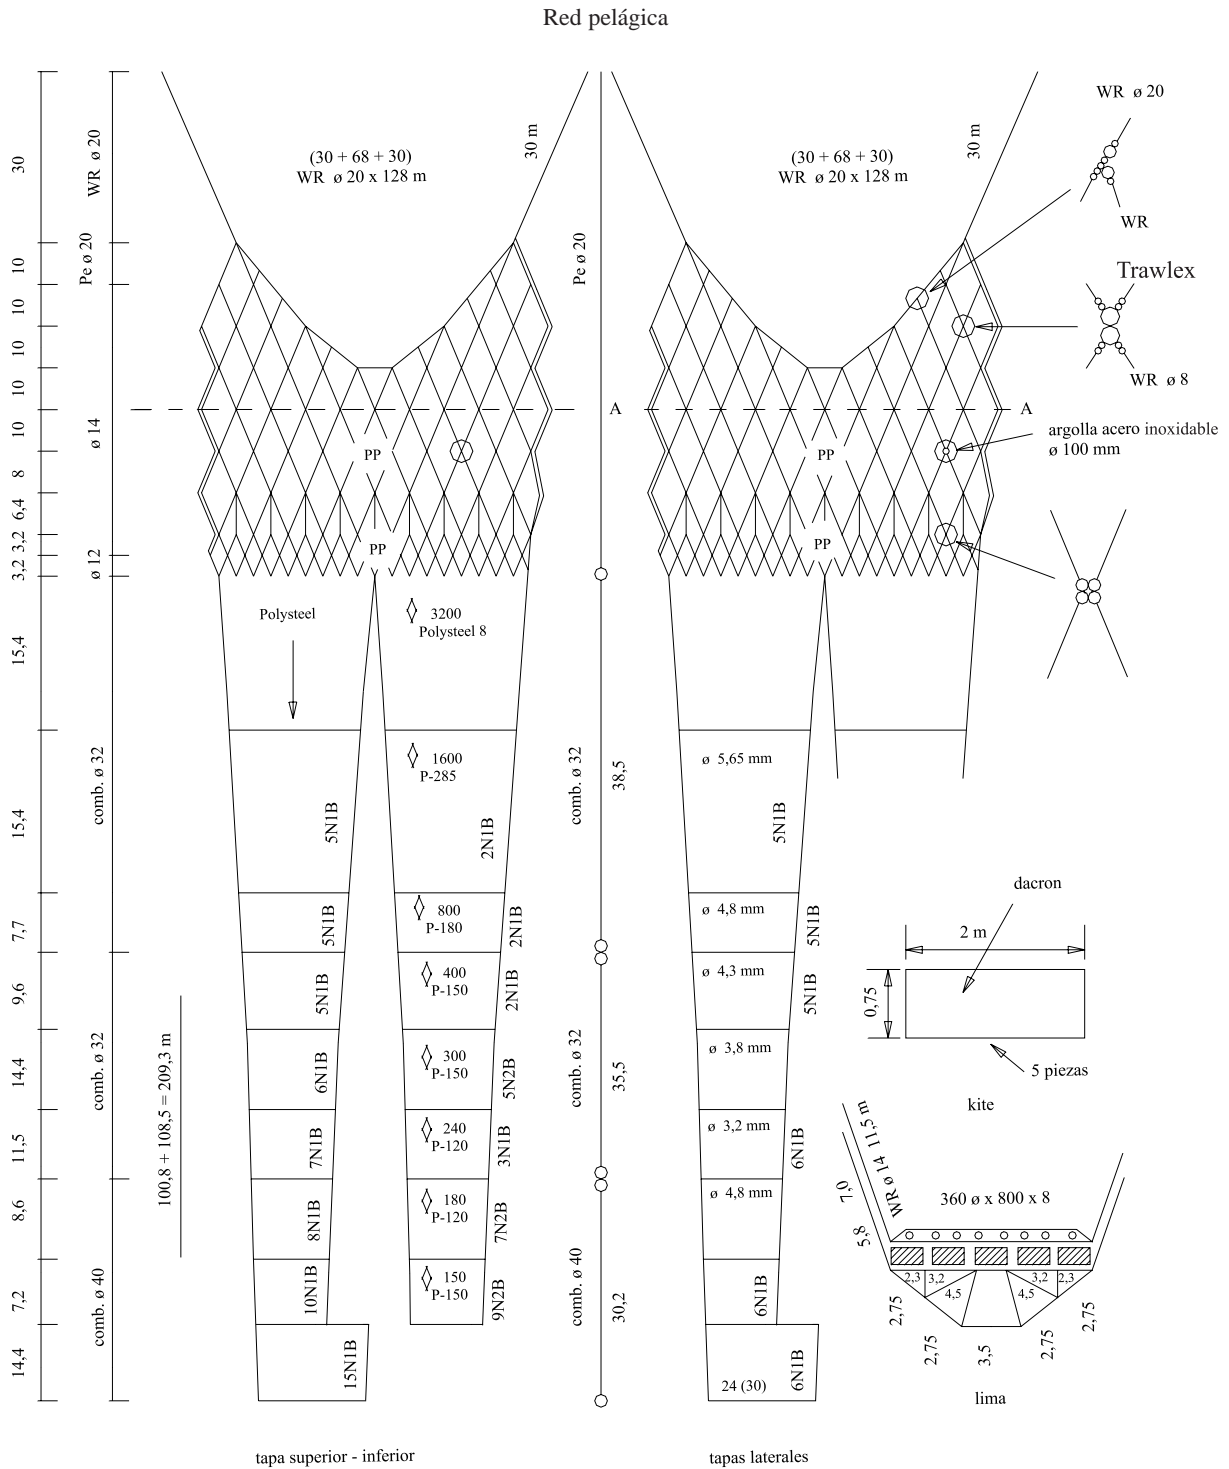 Red pelágica
30
10
10
10
10
10
8
6,4
3,2
3,2
15,4
15,4
7,7
9,6
14,4
11,5
8,6
7,2
14,4
WR ø 20
Pe ø 20
ø 14
ø 12
comb. ø 32
comb. ø 32
comb. ø 40
100,8 + 108,5 = 209,3 m
(30 + 68 + 30)
WR ø 20 x 128 m
30 m
PP
PP
Polysteel
3200
Polysteel 8
1600
P-285
5N1B
2N1B
800
P-180
5N1B
2N1B
400
P-150
5N1B
2N1B
300
P-150
6N1B
5N2B
240
P-120
7N1B
3N1B
180
P-120
8N1B
7N2B
150
P-150
10N1B
9N2B
15N1B
tapa superior - inferior
Pe ø 20
A
comb. ø 32
38,5
comb. ø 32
35,5
comb. ø 40
30,2
(30 + 68 + 30)
WR ø 20 x 128 m
30 m
A
PP
PP
ø 5,65 mm
5N1B
ø 4,8 mm
5N1B
ø 4,3 mm
5N1B
ø 3,8 mm
ø 3,2 mm
6N1B
ø 4,8 mm
6N1B
24 (30)
6N1B
tapas laterales
WR ø 20
WR
Trawlex
WR ø 8
argolla acero inoxidable
ø 100 mm
dacron
2 m
0,75
5 piezas
kite
WR ø 14 11,5 m
7,0
5,8
360 ø x 800 x 8
2,3
3,2
4,5
4,5
3,2
2,3
2,75
2,75
3,5
2,75
2,75
lima